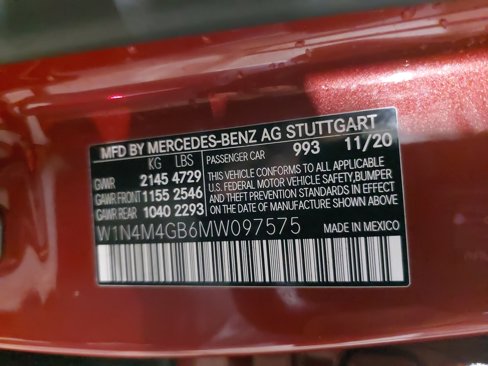 MFD BY MERCEDES-BENZ AG STUTTGART
KG LBS
PASSENGER CAR 993 11/20
GVWR 2145 4729
GAWR FRONT 1155 2546
GAWR REAR 1040 2293
THIS VEHICLE CONFORMS TO ALL APPLICABLE
U.S. FEDERAL MOTOR VEHICLE SAFETY, BUMPER
AND THEFT PREVENTION STANDARDS IN EFFECT
ON THE DATE OF MANUFACTURE SHOWN ABOVE.
W1N4M4GB6MW097575
MADE IN MEXICO